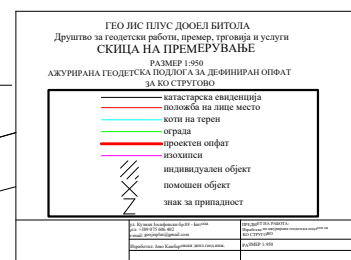 ГЕО ЈИС ПЛУС ДООЕЛ БИТОЛА
Друштво за геодетски работи, премер, трговија и услуги
СКИЦА НА ПРЕМЕРУВАЊЕ
РАЗМЕР 1:950
АЖУРИРАНА ГЕОДЕТСКА ПОДЛОГА ЗА ДЕФИНИРАН ОПФАТ
ЗА КО СТРУГОВО
катастарска евиденција
положба на лице место
коти на терен
ограда
проектен опфат
изохипси
индивидуален објект
помошен објект
знак за припадност
РАЗМЕР 1:950